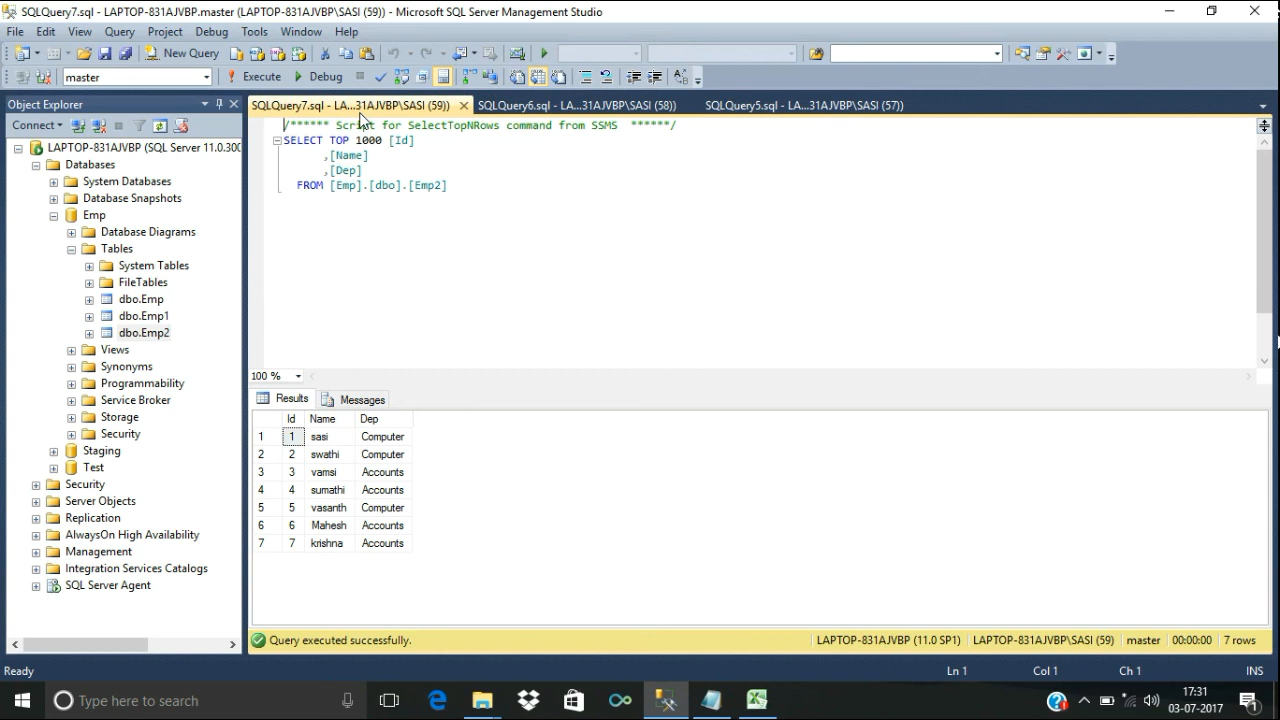 SQLQuery7.sql - LAPTOP-831AJVBP.master (LAPTOP-831AJVBP\SASI (59)) - Microsoft SQL Server Management Studio
File Edit View Query Project Debug Tools Window Help
New Query
master Execute Debug
Object Explorer
Connect
LAPTOP-831AJVBP (SQL Server 11.0.300
Databases
System Databases
Database Snapshots
Emp
Database Diagrams
Tables
System Tables
FileTables
dbo.Emp
dbo.Emp1
dbo.Emp2
Views
Synonyms
Programmability
Service Broker
Storage
Security
Staging
Test
Security
Server Objects
Replication
AlwaysOn High Availability
Management
Integration Services Catalogs
SQL Server Agent
SQLQuery7.sql - LA...31AJVBP\SASI (59)) SQLQuery6.sql - LA...31AJVBP\SASI (58)) SQLQuery5.sql - LA...31AJVBP\SASI (57))
/****** Script for SelectTopNRows command from SSMS ******/
SELECT TOP 1000 [Id]
,[Name]
,[Dep]
FROM [Emp].[dbo].[Emp2]
100 %
Results Messages
Id Name Dep
1 1 sasi Computer
2 2 swathi Computer
3 3 vamsi Accounts
4 4 sumathi Accounts
5 5 vasanth Computer
6 6 Mahesh Accounts
7 7 krishna Accounts
Query executed successfully. LAPTOP-831AJVBP (11.0 SP1) LAPTOP-831AJVBP\SASI (59) master 00:00:00 7 rows
Ready Ln 1 Col 1 Ch 1 INS
Type here to search
17:31
03-07-2017